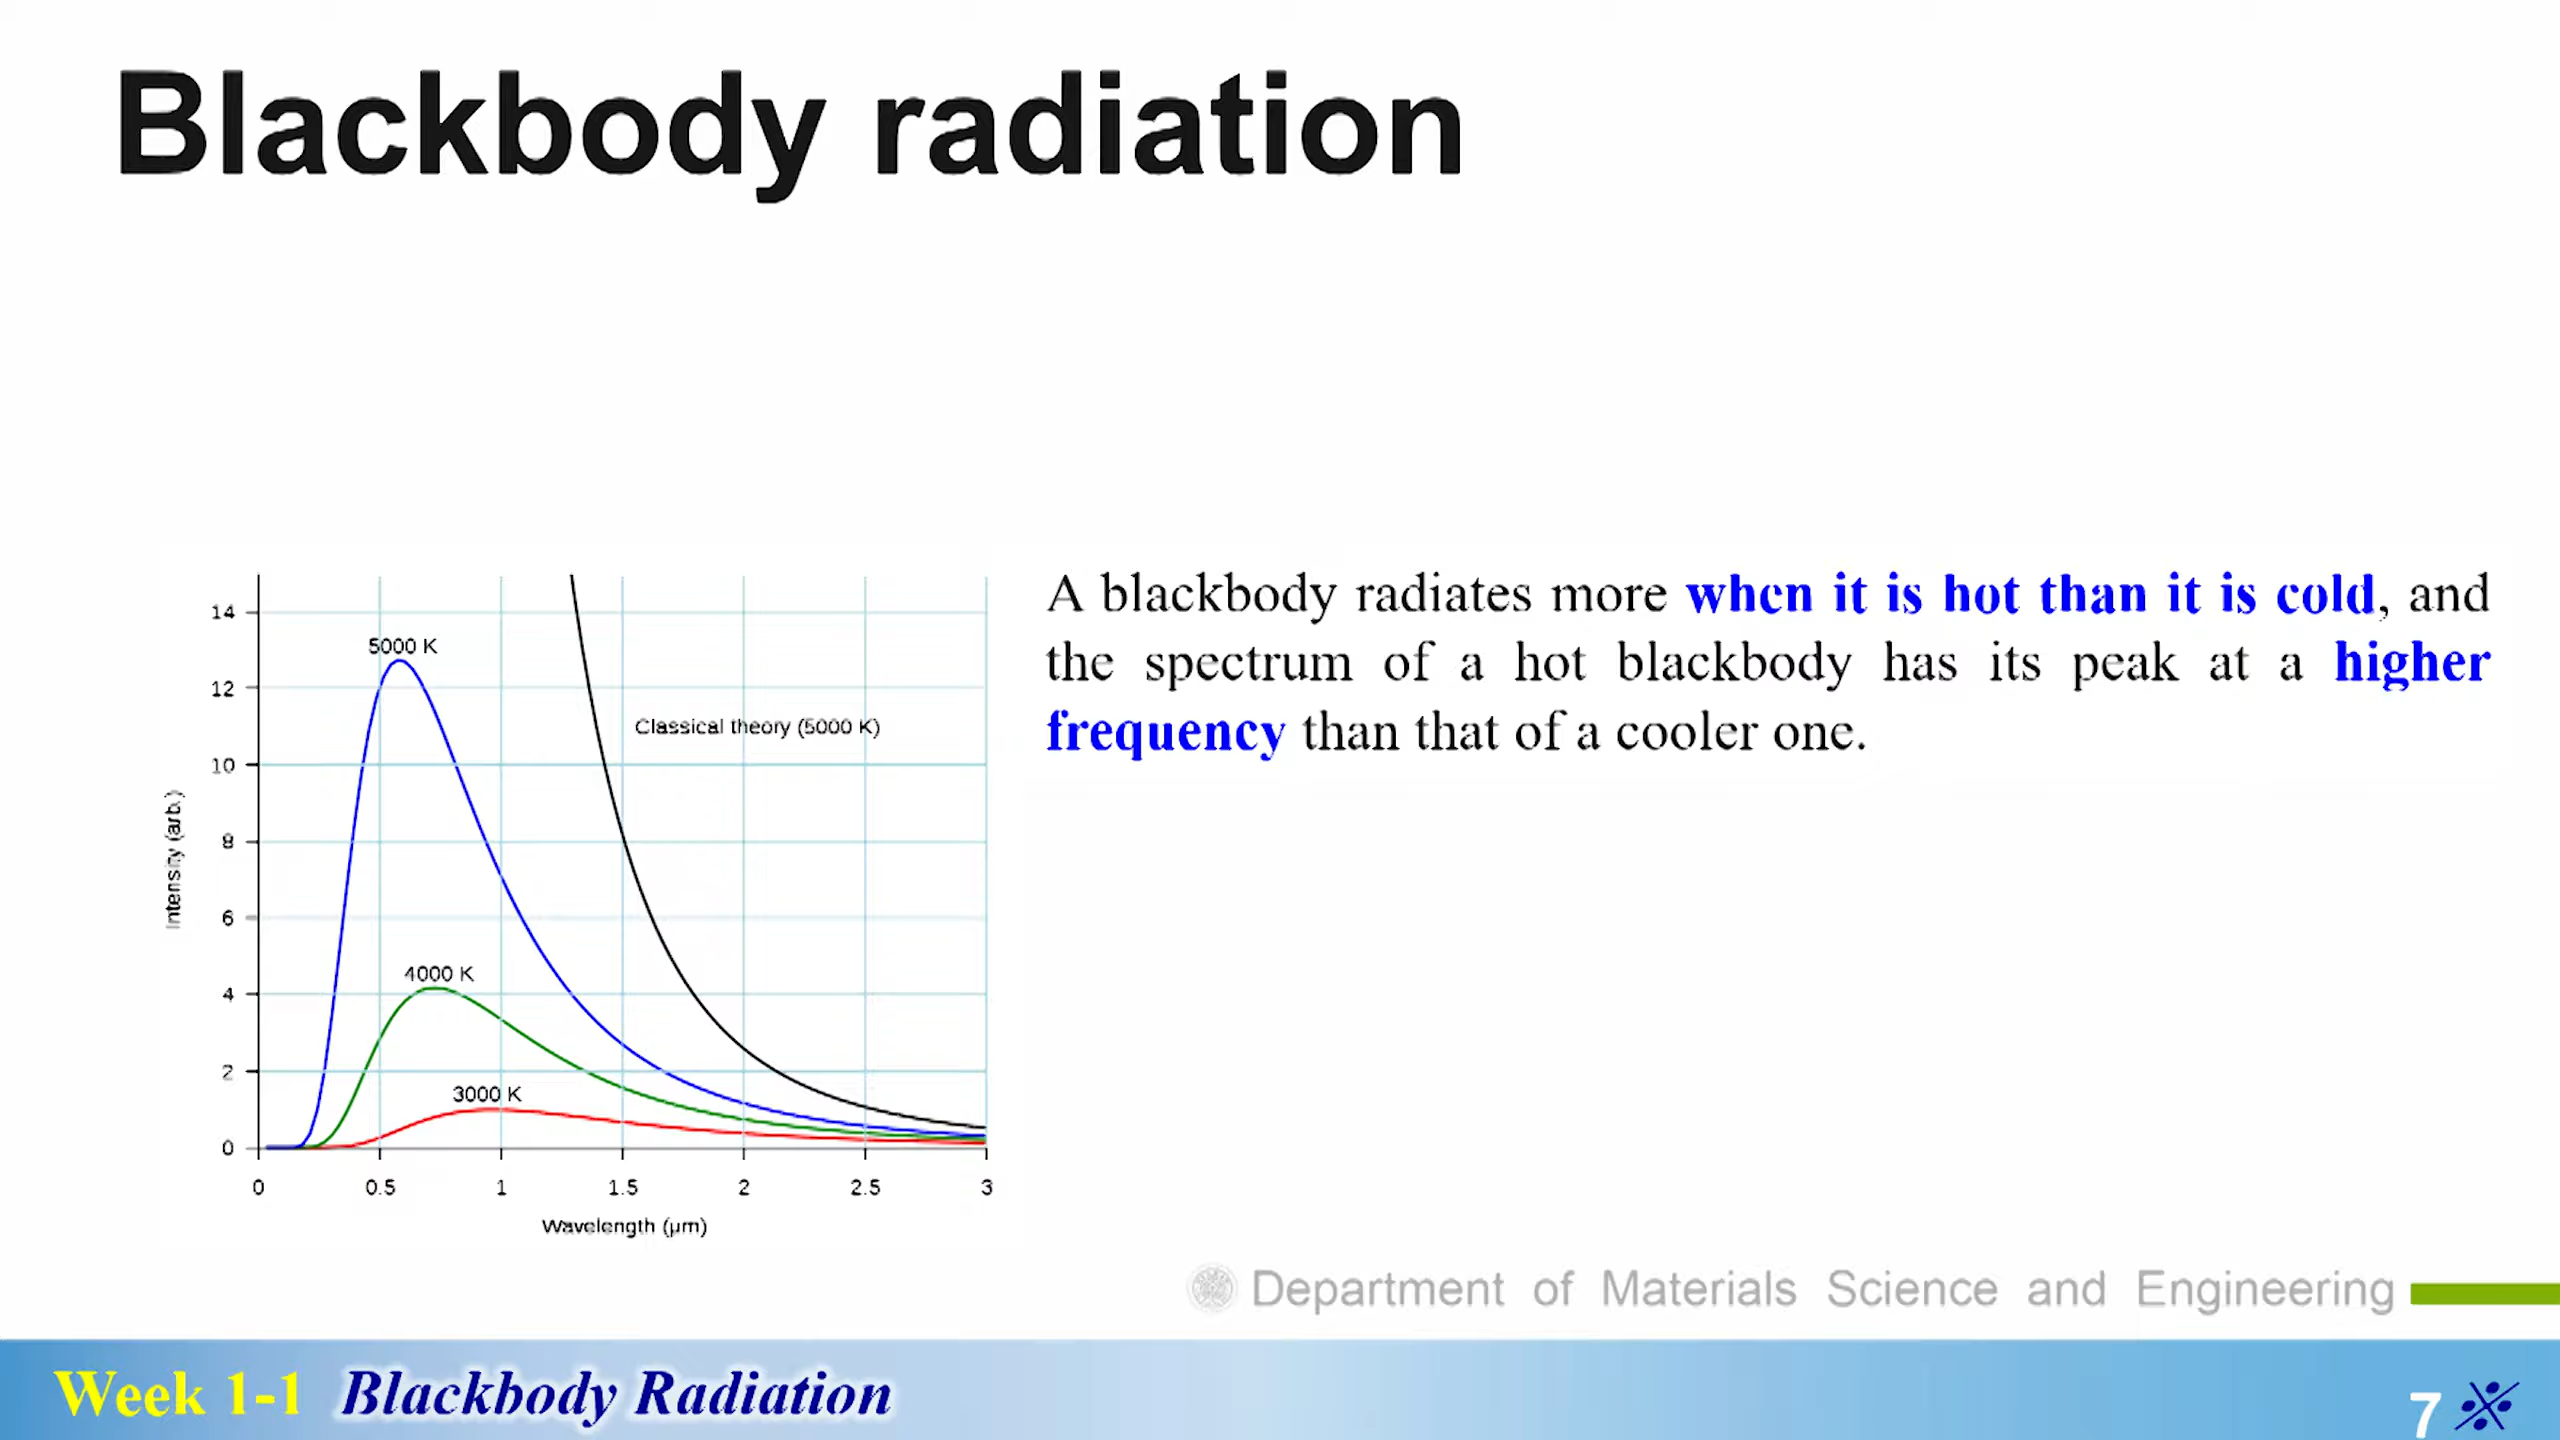 Blackbody radiation
A blackbody radiates more when it is hot than it is cold, and
the spectrum of a hot blackbody has its peak at a higher
frequency than that of a cooler one.
14
12
10
8
6
4
2
0
Intensity (arb.)
5000 K
Classical theory (5000 K)
4000 K
3000 K
0 0.5 1 1.5 2 2.5 3
Wavelength (μm)
Department of Materials Science and Engineering
Week 1-1 Blackbody Radiation
7